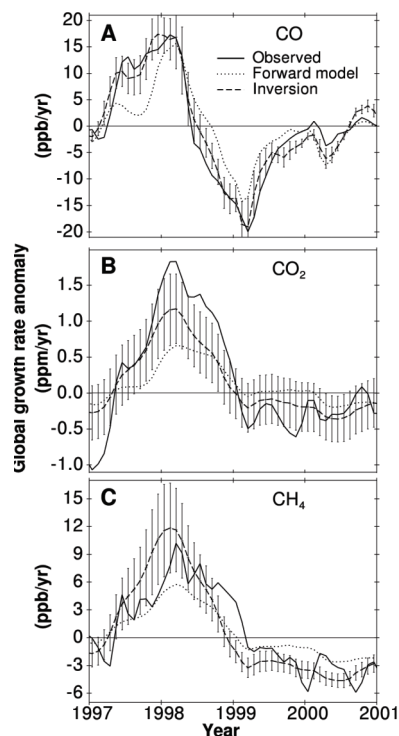 A
CO
Observed
Forward model
Inversion
20
15
10
5
0
-5
-10
-15
-20
(ppb/yr)
B
CO₂
1.5
1.0
0.5
0.0
-0.5
-1.0
(ppm/yr)
Global growth rate anomaly
C
CH₄
15
12
9
6
3
0
-3
-6
(ppb/yr)
1997 1998 1999 2000 2001
Year